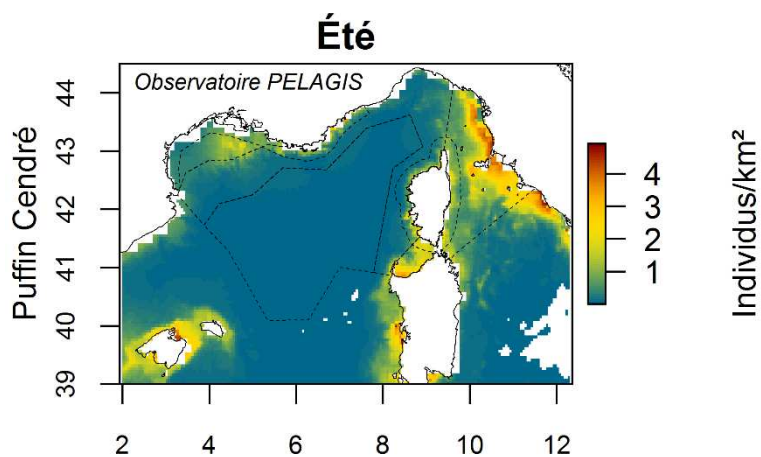 Été
Observatoire PELAGIS
Puffin Cendré
44
43
42
41
40
39
2 4 6 8 10 12
4
3
2
1
Individus/km²